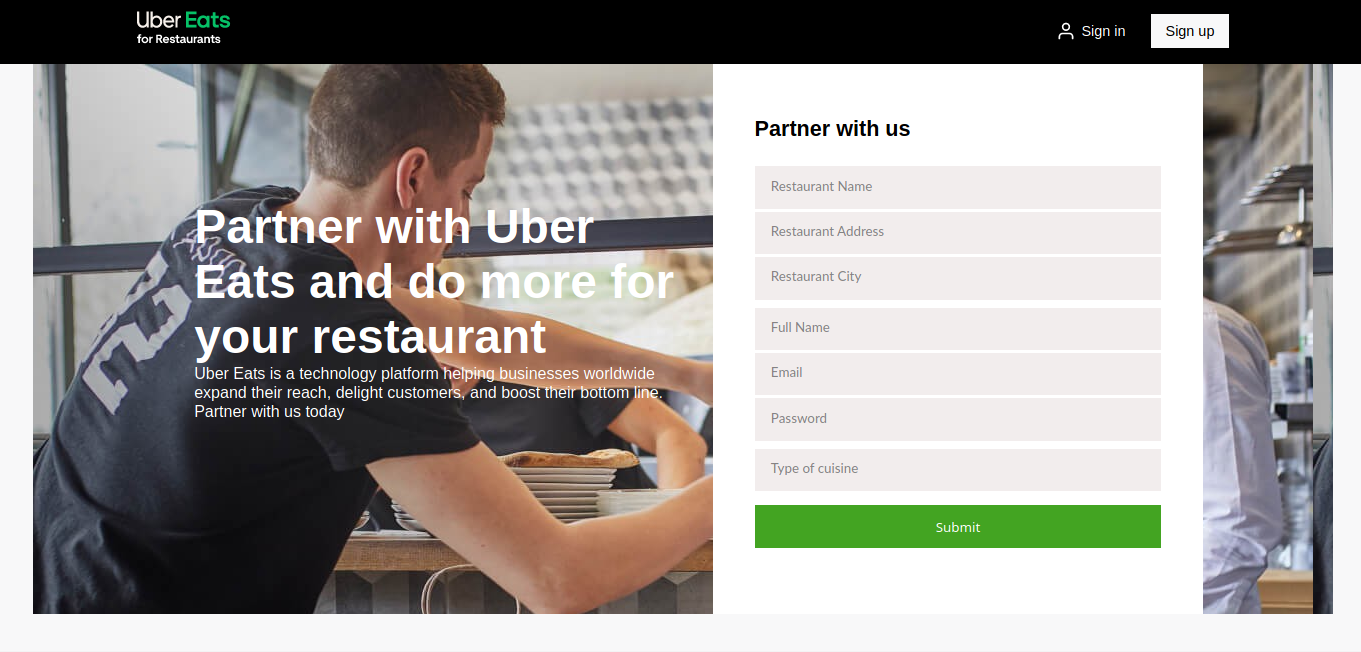 Uber Eats
for Restaurants
Sign in
Sign up
Partner with Uber
Eats and do more for
your restaurant
Uber Eats is a technology platform helping businesses worldwide
expand their reach, delight customers, and boost their bottom line.
Partner with us today
Partner with us
Restaurant Name
Restaurant Address
Restaurant City
Full Name
Email
Password
Type of cuisine
Submit